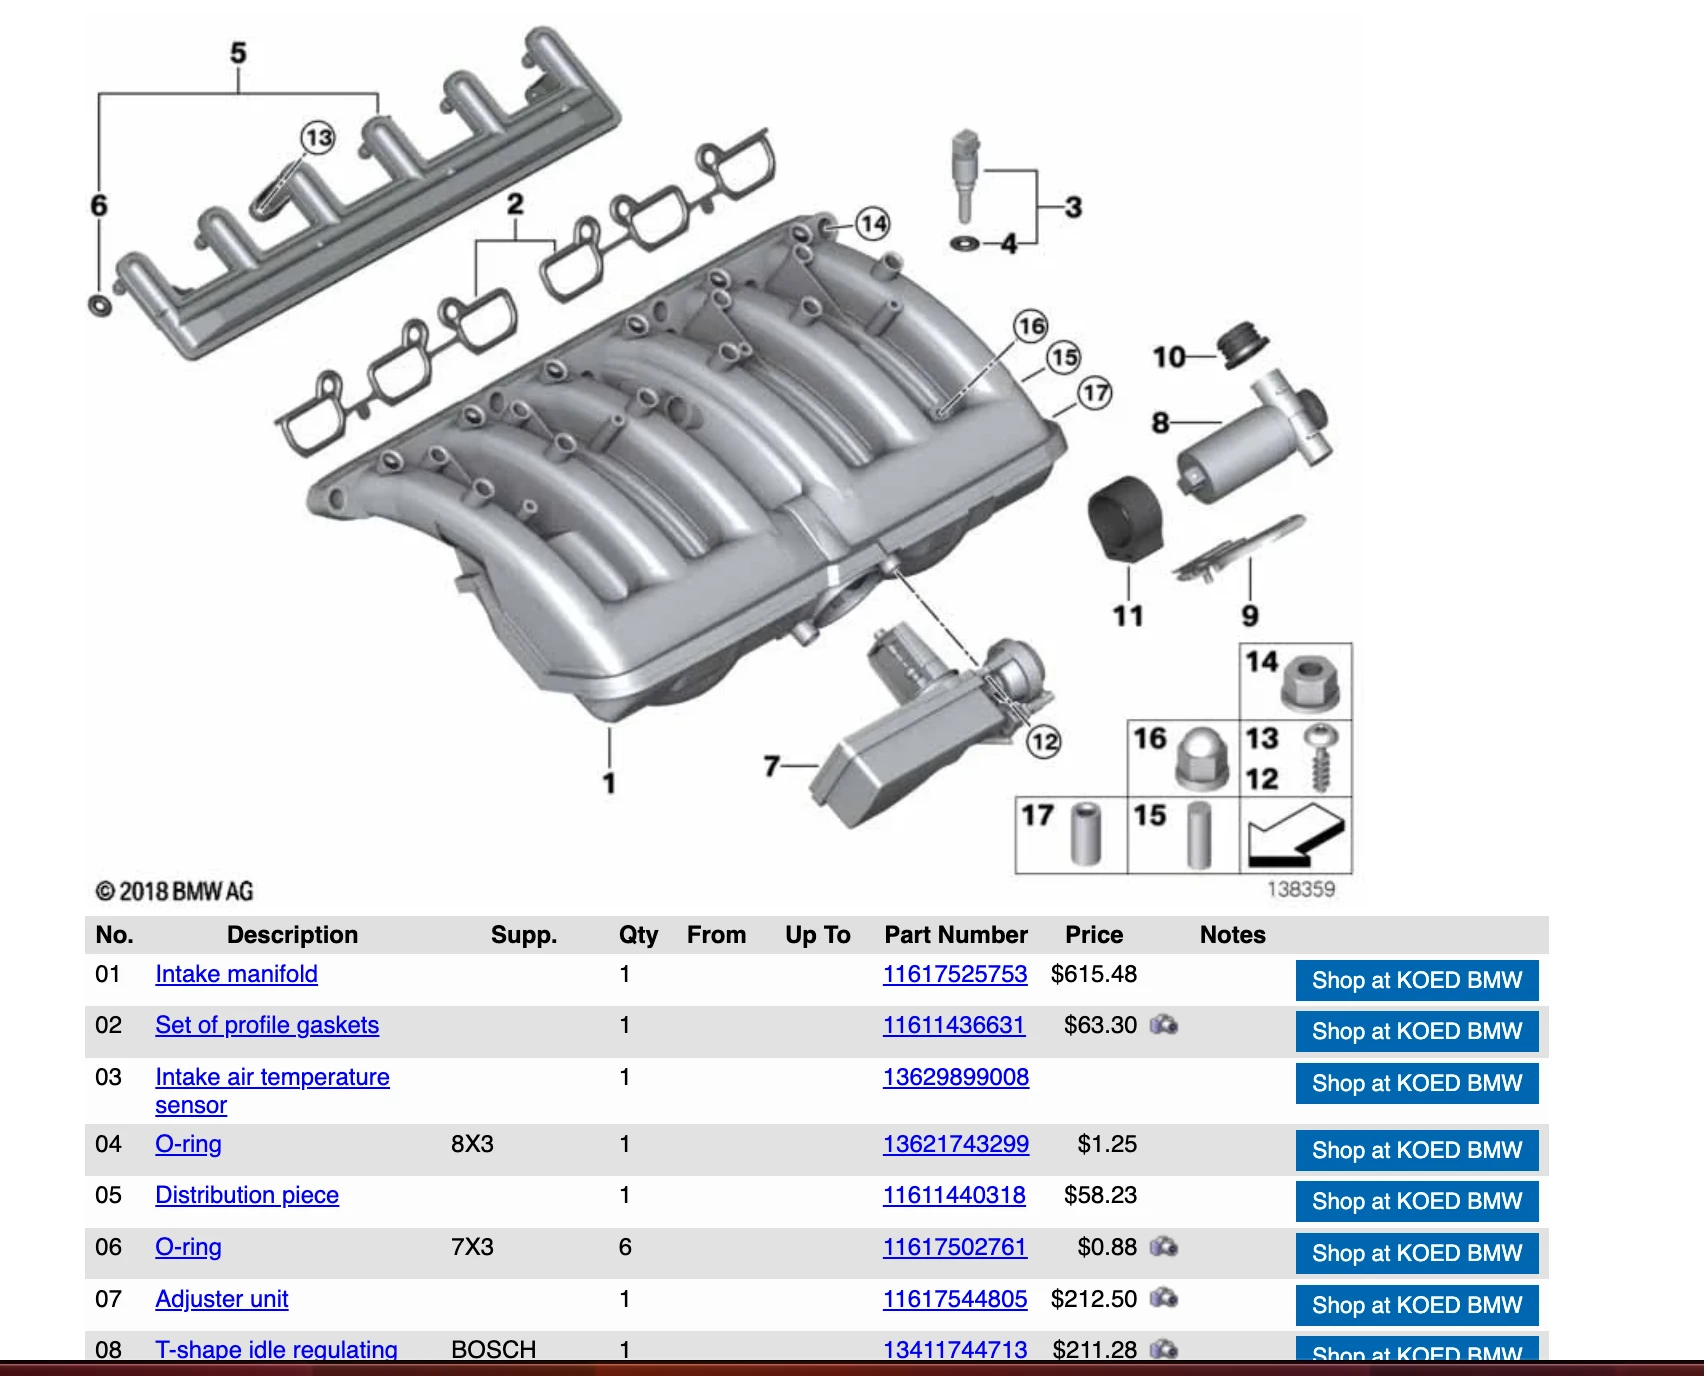 5
13
6
2
14
3
4
16
15
17
10
8
11
9
12
7
1
14
16
13
12
17
15
138359
© 2018 BMW AG
No. Description Supp. Qty From Up To Part Number Price Notes
01 Intake manifold 1 11617525753 $615.48 Shop at KOED BMW
02 Set of profile gaskets 1 11611436631 $63.30 Shop at KOED BMW
03 Intake air temperature 1 13629899008 Shop at KOED BMW
sensor
04 O-ring 8X3 1 13621743299 $1.25 Shop at KOED BMW
05 Distribution piece 1 11611440318 $58.23 Shop at KOED BMW
06 O-ring 7X3 6 11617502761 $0.88 Shop at KOED BMW
07 Adjuster unit 1 11617544805 $212.50 Shop at KOED BMW
08 T-shape idle regulating BOSCH 1 13411744713 $211.28 Shop at KOED BMW